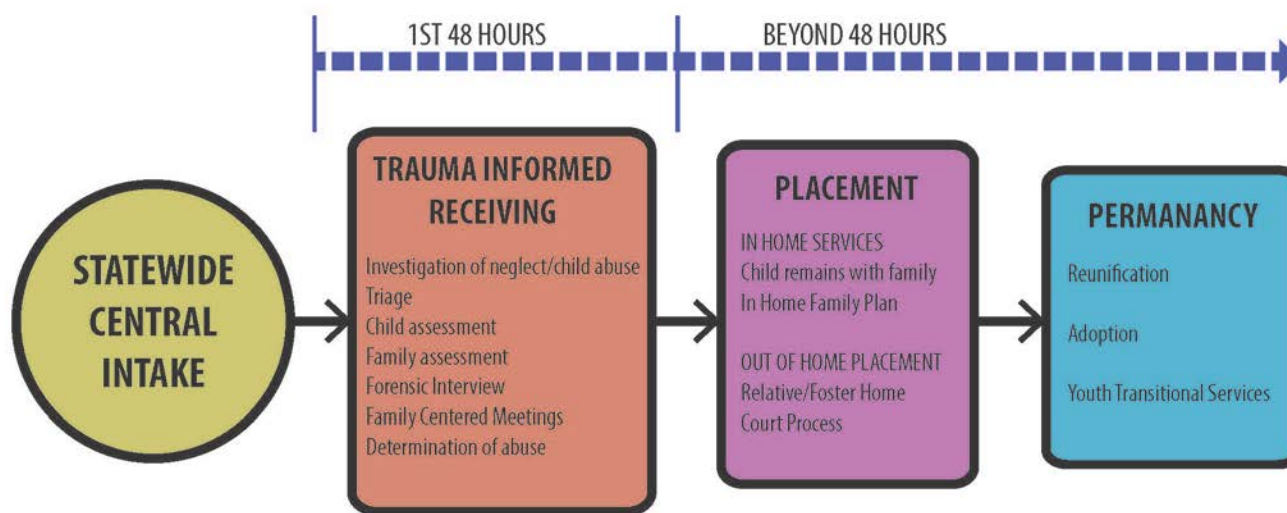 1ST 48 HOURS
BEYOND 48 HOURS
STATEWIDE
CENTRAL
INTAKE
TRAUMA INFORMED
RECEIVING
Investigation of neglect/child abuse
Triage
Child assessment
Family assessment
Forensic Interview
Family Centered Meetings
Determination of abuse
PLACEMENT
IN HOME SERVICES
Child remains with family
In Home Family Plan
OUT OF HOME PLACEMENT
Relative/Foster Home
Court Process
PERMANANCY
Reunification
Adoption
Youth Transitional Services